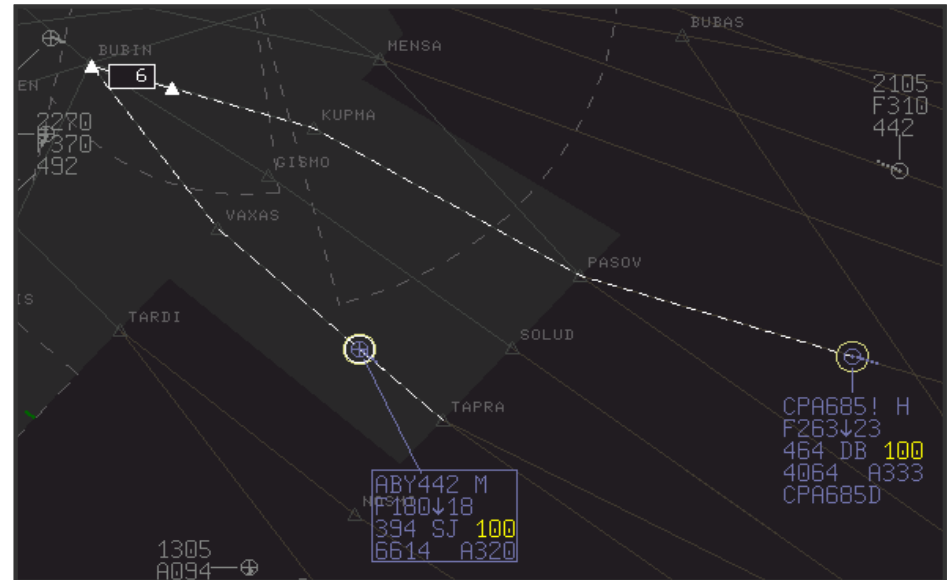 BUBAS
BUBIN
MENSA
6
EN
2105
F310
442
2270
F370
492
KUPMA
GISMO
VAXAS
PASOV
IS
TARDI
SOLUD
TAPRA
CPA685! H
F263↓23
464 DB 100
4064 A333
CPA685D
ABY442 M
F180↓18
394 SJ 100
6614 A320
1305
A094